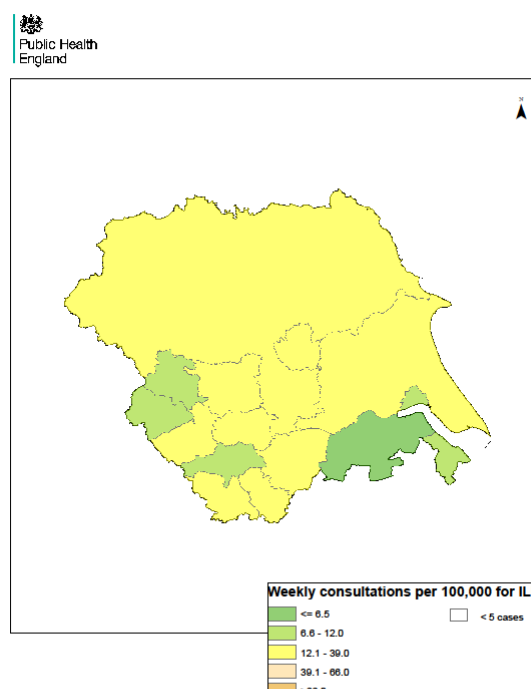 Public Health
England
N
Weekly consultations per 100,000 for IL
<= 6.5
< 5 cases
6.6 - 12.0
12.1 - 39.0
39.1 - 66.0